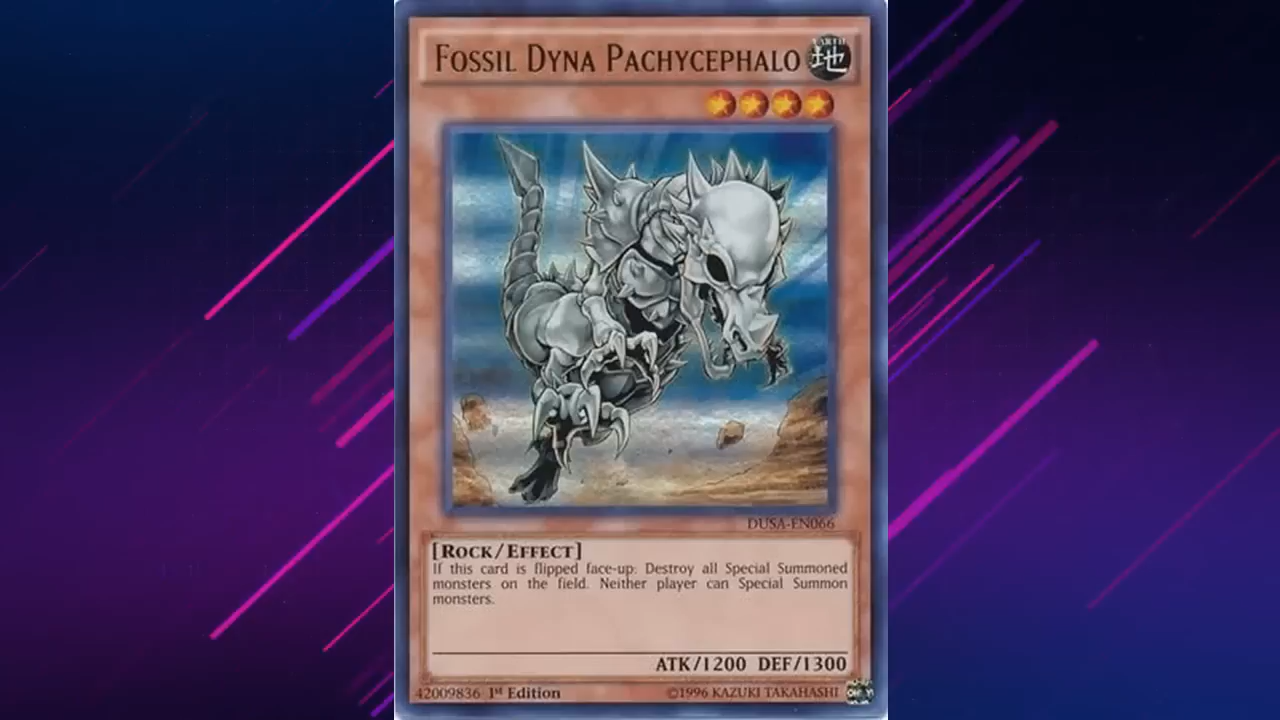 FOSSIL DYNA PACHYCEPHALO
EARTH
地
DUSA-EN066
[ROCK/EFFECT]
If this card is flipped face-up: Destroy all Special Summoned
monsters on the field. Neither player can Special Summon
monsters.
ATK/1200 DEF/1300
42009836 1st Edition
©1996 KAZUKI TAKAHASHI